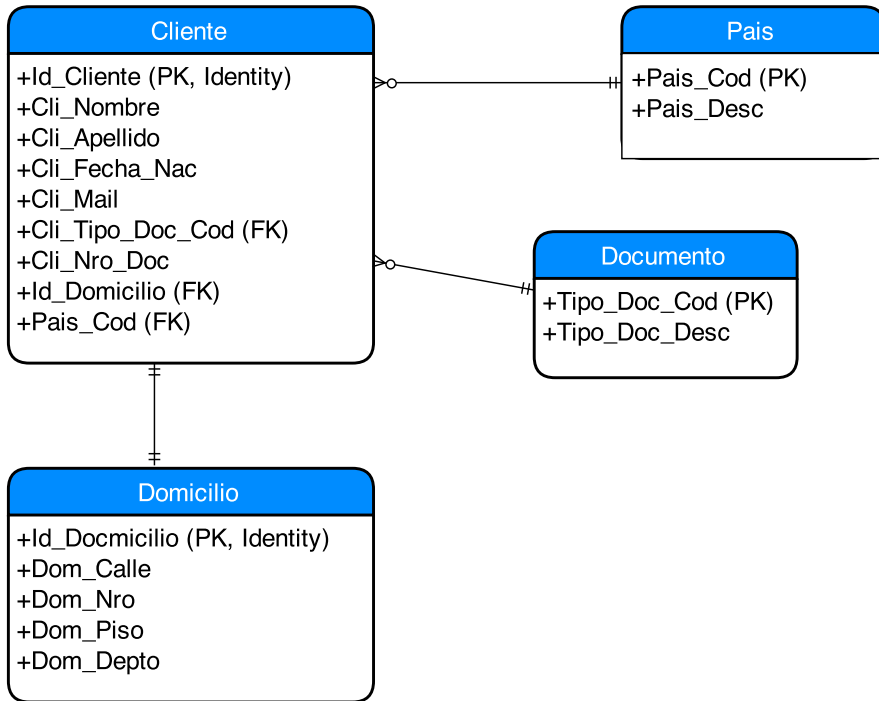 Cliente
+Id_Cliente (PK, Identity)
+Cli_Nombre
+Cli_Apellido
+Cli_Fecha_Nac
+Cli_Mail
+Cli_Tipo_Doc_Cod (FK)
+Cli_Nro_Doc
+Id_Domicilio (FK)
+Pais_Cod (FK)
Pais
+Pais_Cod (PK)
+Pais_Desc
Documento
+Tipo_Doc_Cod (PK)
+Tipo_Doc_Desc
Domicilio
+Id_Docmicilio (PK, Identity)
+Dom_Calle
+Dom_Nro
+Dom_Piso
+Dom_Depto